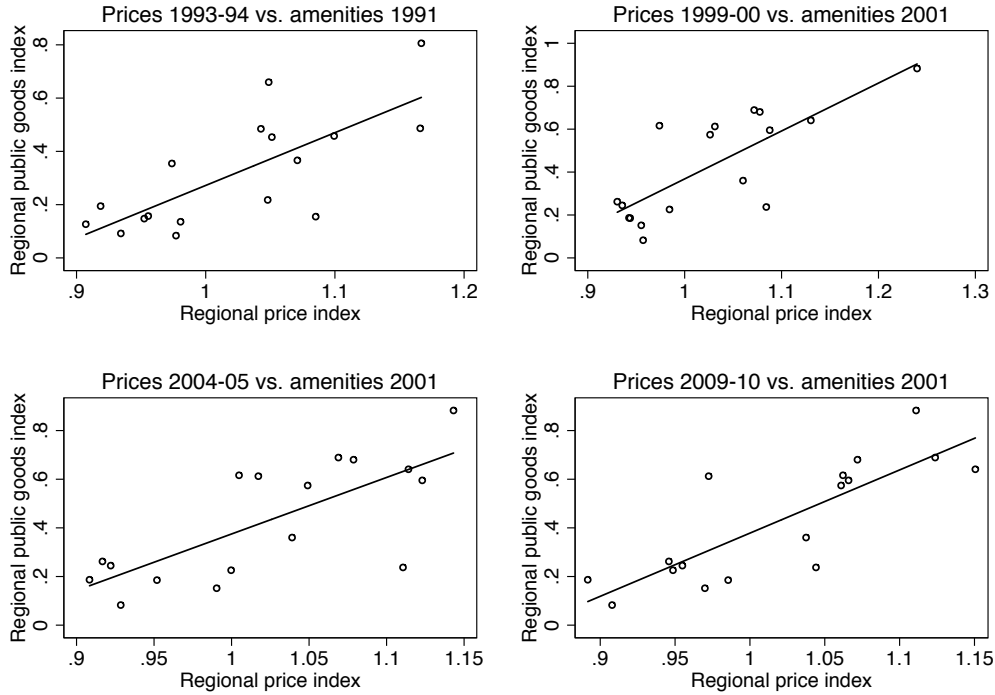 Prices 1993-94 vs. amenities 1991
Regional public goods index
0 .2 .4 .6 .8
.9 1 1.1 1.2
Regional price index
Prices 1999-00 vs. amenities 2001
Regional public goods index
0 .2 .4 .6 .8 1
.9 1 1.1 1.2 1.3
Regional price index
Prices 2004-05 vs. amenities 2001
Regional public goods index
0 .2 .4 .6 .8
.9 .95 1 1.05 1.1 1.15
Regional price index
Prices 2009-10 vs. amenities 2001
Regional public goods index
0 .2 .4 .6 .8
.9 .95 1 1.05 1.1 1.15
Regional price index